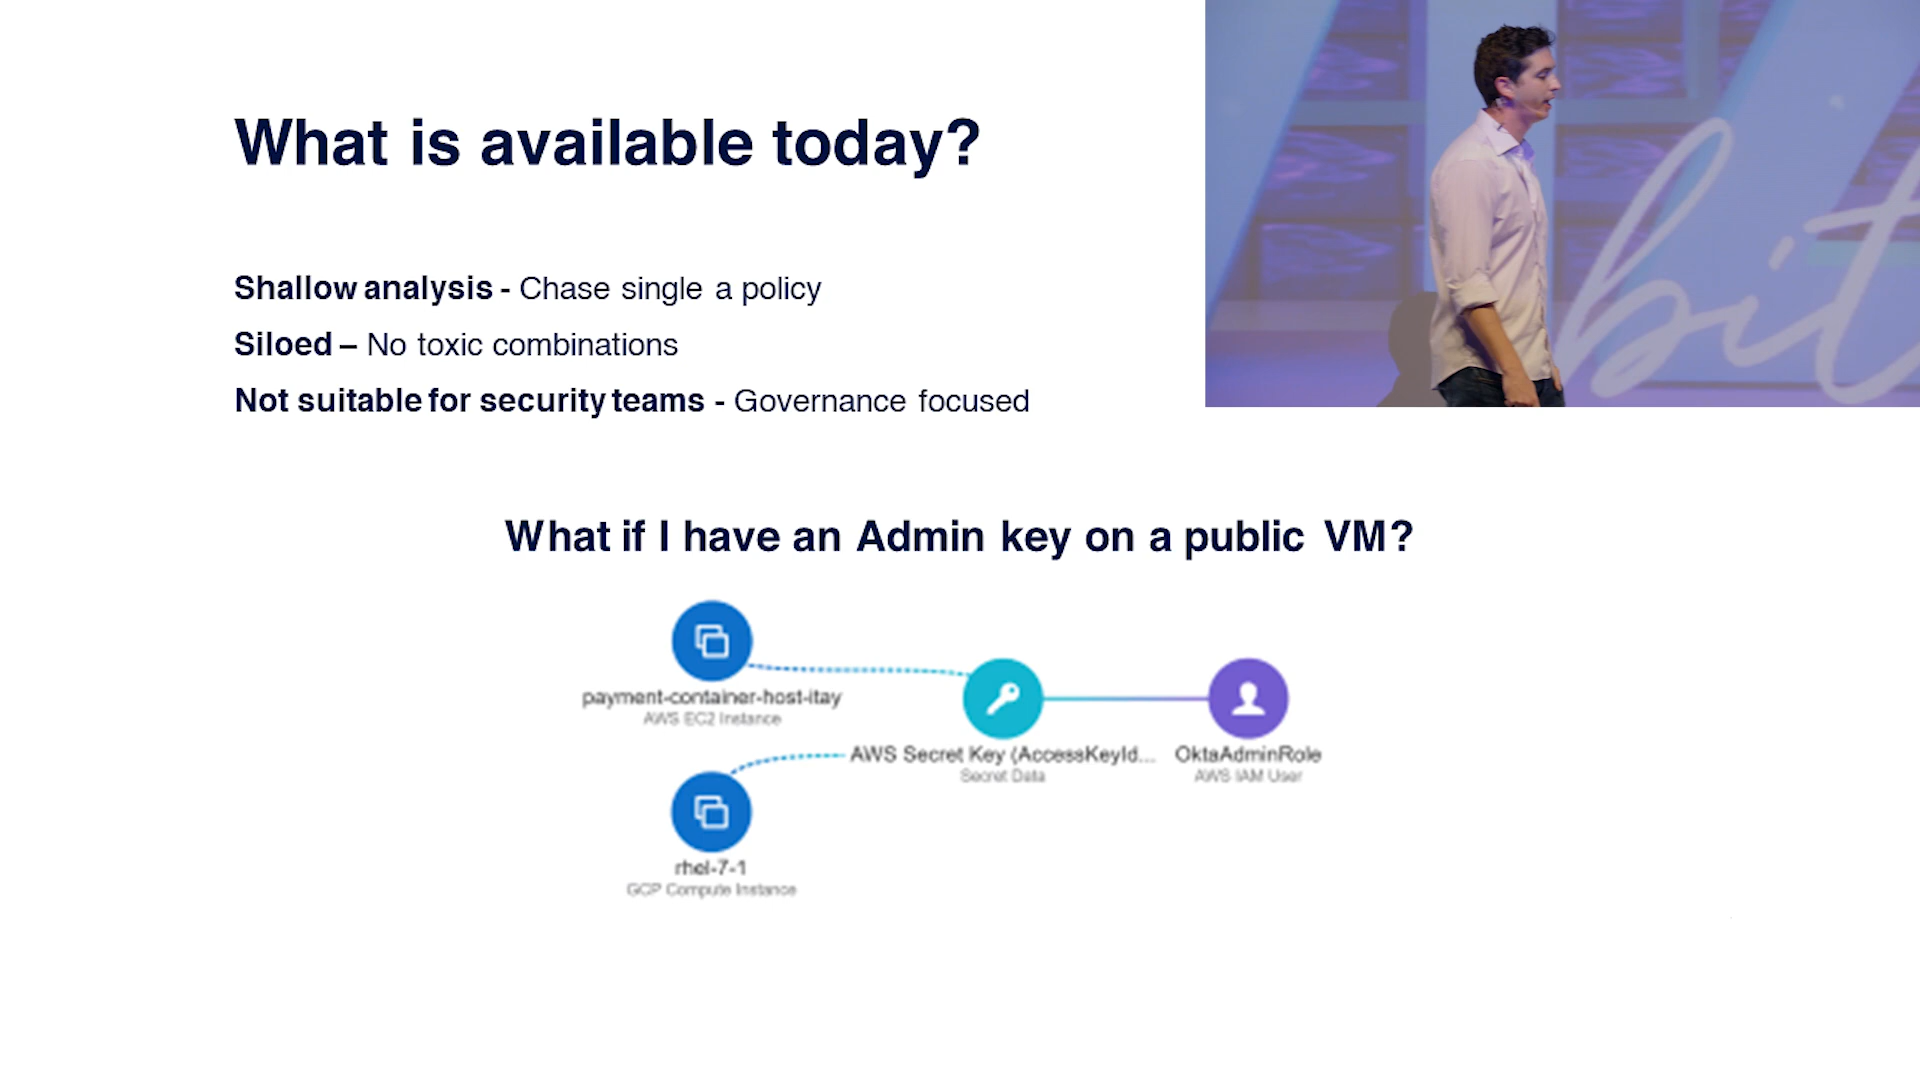 What is available today?
Shallow analysis - Chase single a policy
Siloed – No toxic combinations
Not suitable for security teams - Governance focused
What if I have an Admin key on a public VM?
payment-container-host-itay
AWS EC2 Instance
AWS Secret Key (AccessKeyId...
Secret Data
OktaAdminRole
AWS IAM User
rhel-7-1
GCP Compute Instance
bit